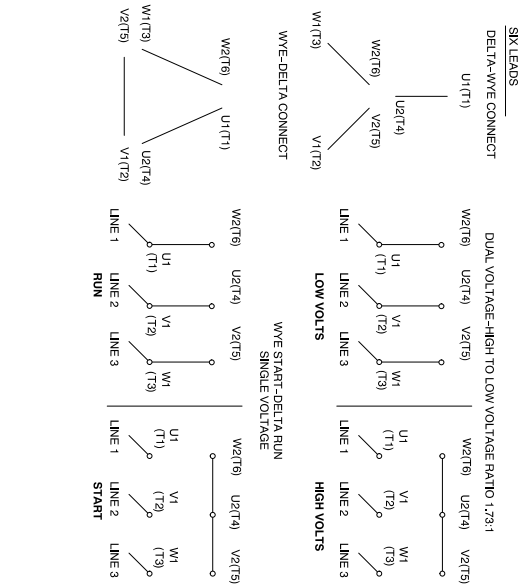 SIX LEADS
DELTA-WYE CONNECT
DUAL VOLTAGE-HIGH TO LOW VOLTAGE RATIO 1.73:1
U1(T1)
U2(T4)
W2(T6)
V2(T5)
W1(T3)
V1(T2)
W2(T6) U2(T4) V2(T5)
U1 (T1)
V1 (T2)
W1 (T3)
LINE 1 LINE 2 LINE 3
LOW VOLTS
W2(T6) U2(T4) V2(T5)
U1 (T1)
V1 (T2)
W1 (T3)
LINE 1 LINE 2 LINE 3
HIGH VOLTS
WYE-DELTA CONNECT
WYE START-DELTA RUN
SINGLE VOLTAGE
W2(T6)
U1(T1)
W1(T3)
V2(T5)
U2(T4)
V1(T2)
W2(T6) U2(T4) V2(T5)
U1 (T1)
V1 (T2)
W1 (T3)
LINE 1 LINE 2 LINE 3
RUN
W2(T6) U2(T4) V2(T5)
U1 (T1)
V1 (T2)
W1 (T3)
LINE 1 LINE 2 LINE 3
START